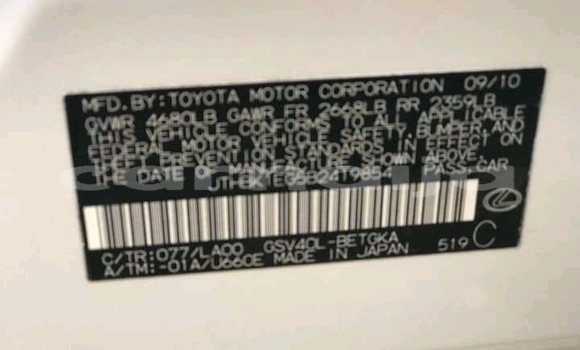 MFD. BY: TOYOTA MOTOR CORPORATION 09/10
GVWR 4680LB GAWR FR 2668LB RR 2359LB
THIS VEHICLE CONFORMS TO ALL APPLICABLE
FEDERAL MOTOR VEHICLE SAFETY, BUMPER, AND
THEFT PREVENTION STANDARDS IN EFFECT ON
THE DATE OF MANUFACTURE SHOWN ABOVE.
PASS. CAR
C/TR: 077/LA00 GSV40L-BETGKA
A/TM: -01A/U660E MADE IN JAPAN 519 C